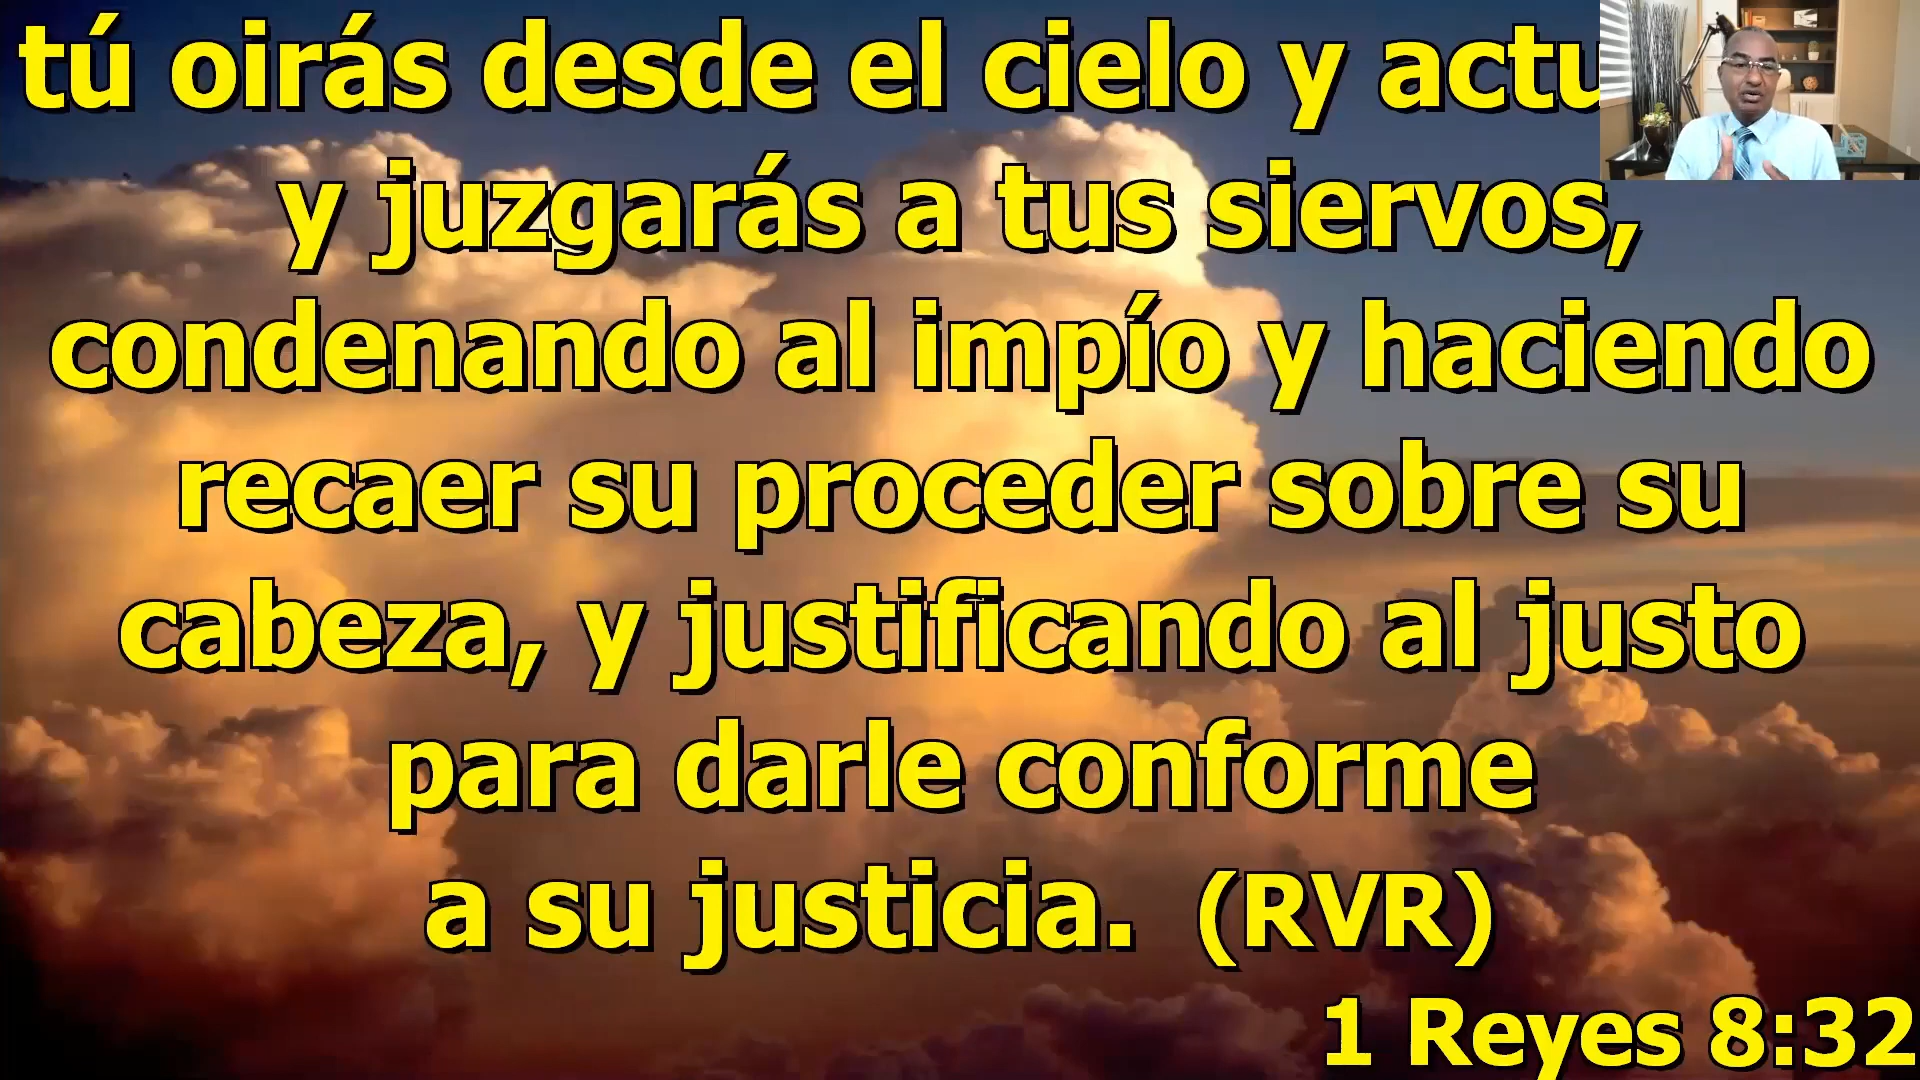 tú oirás desde el cielo y
y juzgarás a tus siervos,
condenando al impío y haciendo
recaer su proceder sobre su
cabeza, y justificando al justo
para darle conforme
a su justicia. (RVR)
1 Reyes 8:32